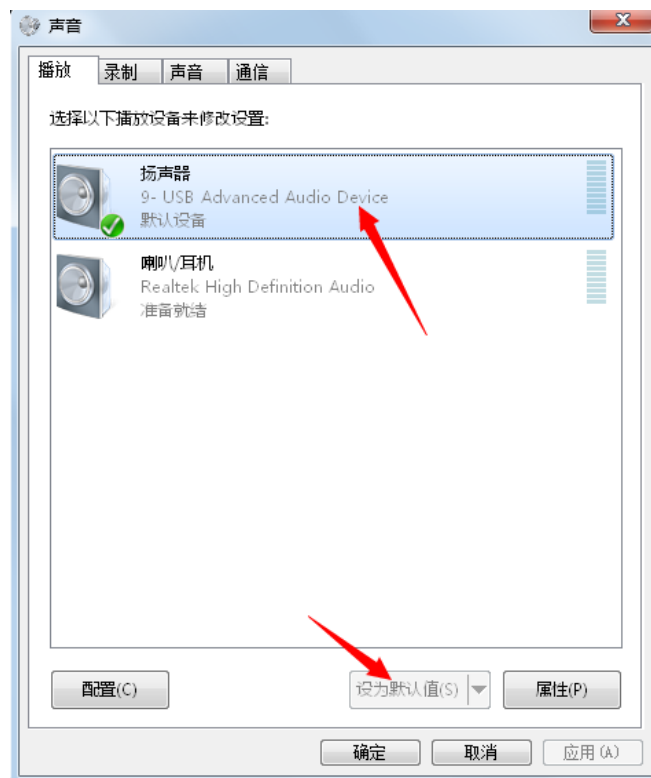 声音
播放 录制 声音 通信
选择以下播放设备来修改设置:
扬声器
9- USB Advanced Audio Device
默认设备
喇叭/耳机
Realtek High Definition Audio
准备就绪
配置(C) 设为默认值(S) 属性(P)
确定 取消 应用(A)